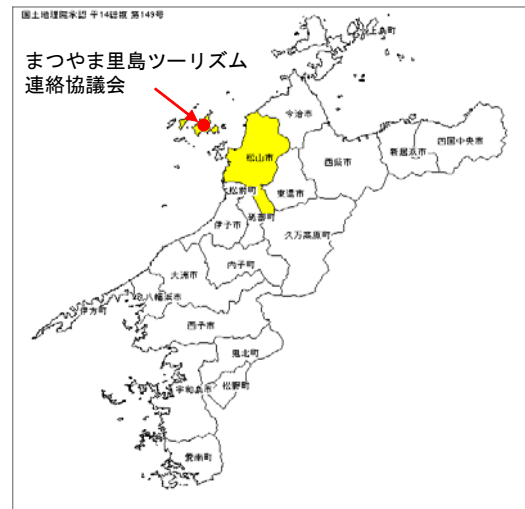 国土地理院承認 平14総複 第149号
上島町
まつやま里島ツーリズム
連絡協議会
今治市
四国中央市
新居浜市
松山市
西条市
松前町
東温市
砥部町
伊予市
久万高原町
内子町
大洲市
八幡浜市
伊方町
西予市
鬼北町
松野町
宇和島市
愛南町